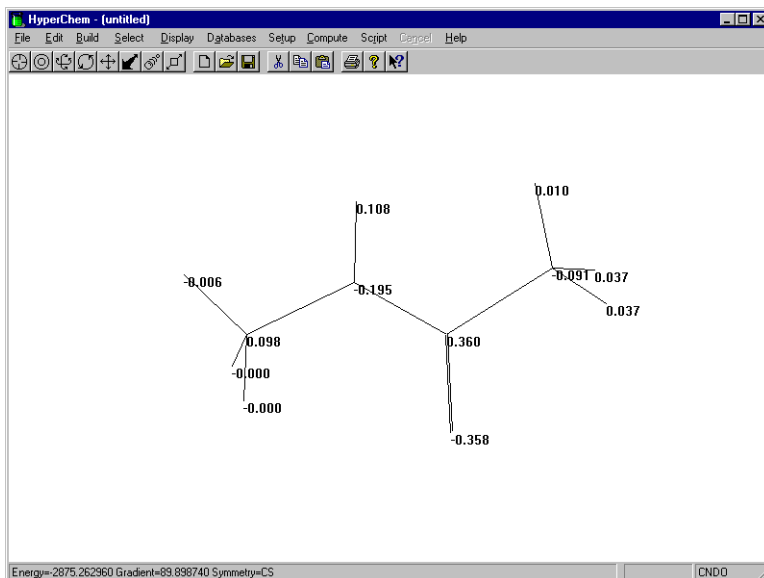 HyperChem - (untitled)
File Edit Build Select Display Databases Setup Compute Script Cancel Help
0.010
0.108
-0.006
-0.091 0.037
-0.195
0.037
0.098
0.360
-0.000
-0.000
-0.358
Energy=-2875.262960 Gradient=89.898740 Symmetry=CS
CNDO